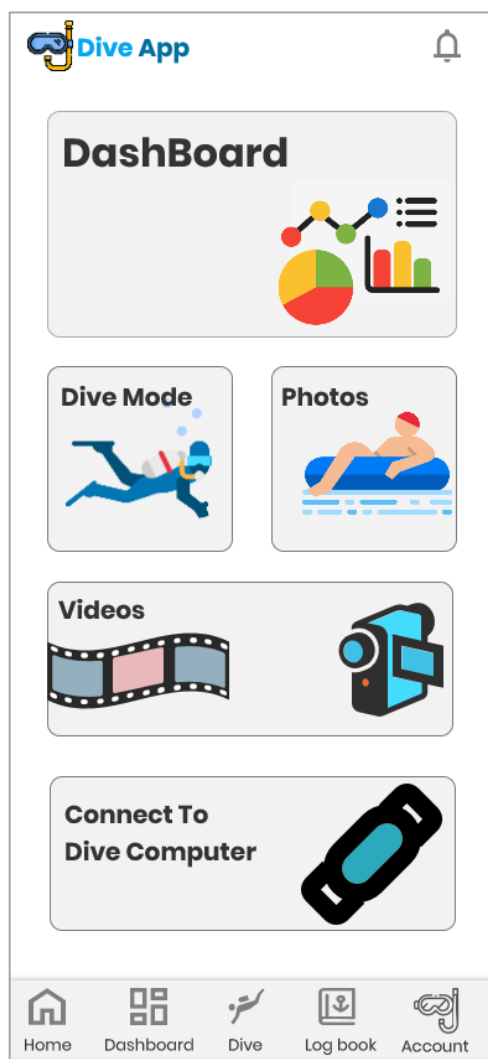 Dive App
DashBoard
Dive Mode
Photos
Videos
Connect To
Dive Computer
Home
Dashboard
Dive
Log book
Account